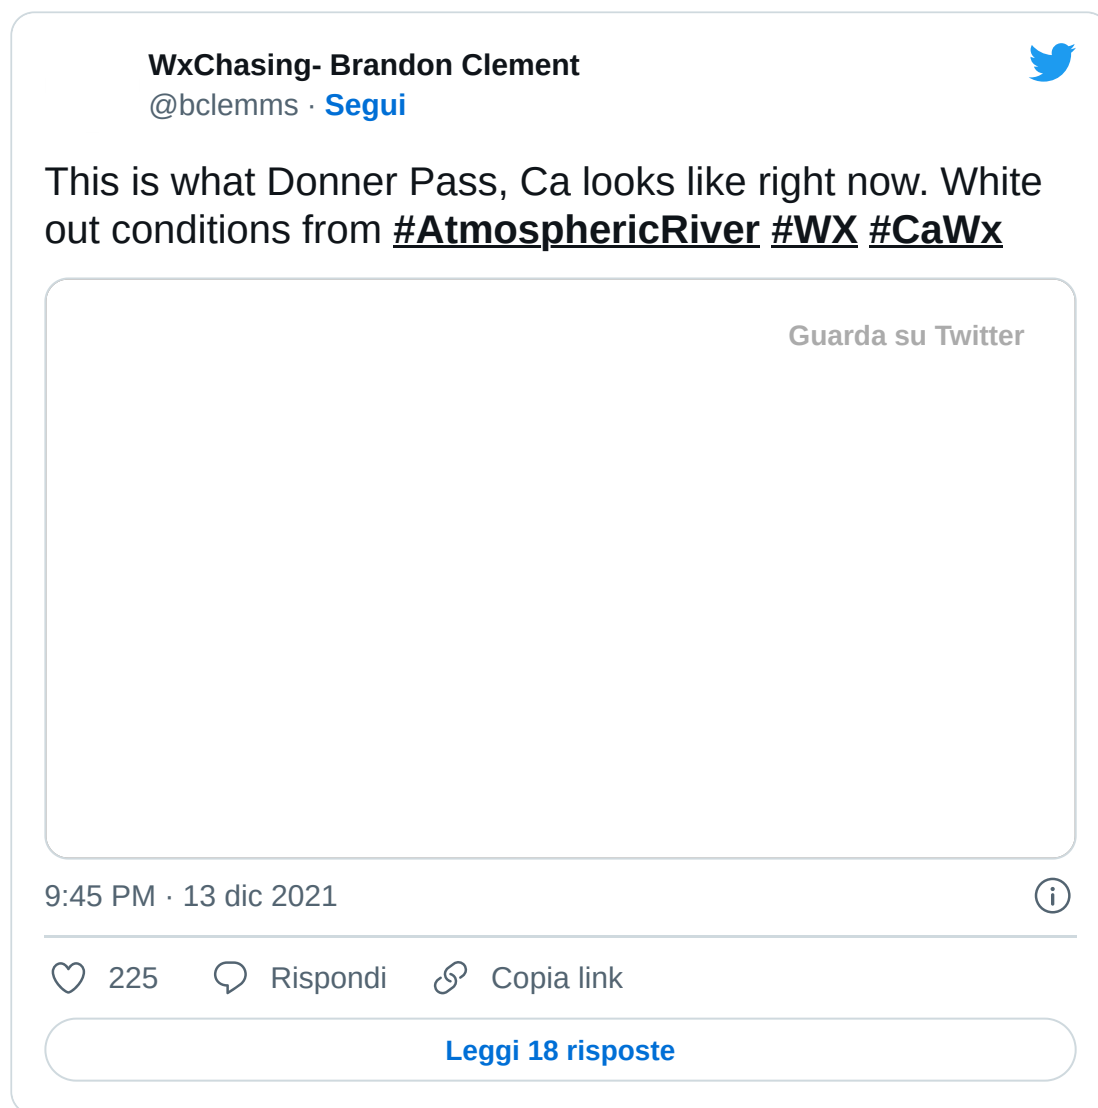 WxChasing- Brandon Clement
@bclemms · Segui
This is what Donner Pass, Ca looks like right now. White
out conditions from #AtmosphericRiver #WX #CaWx
Guarda su Twitter
9:45 PM · 13 dic 2021
225 Rispondi Copia link
Leggi 18 risposte